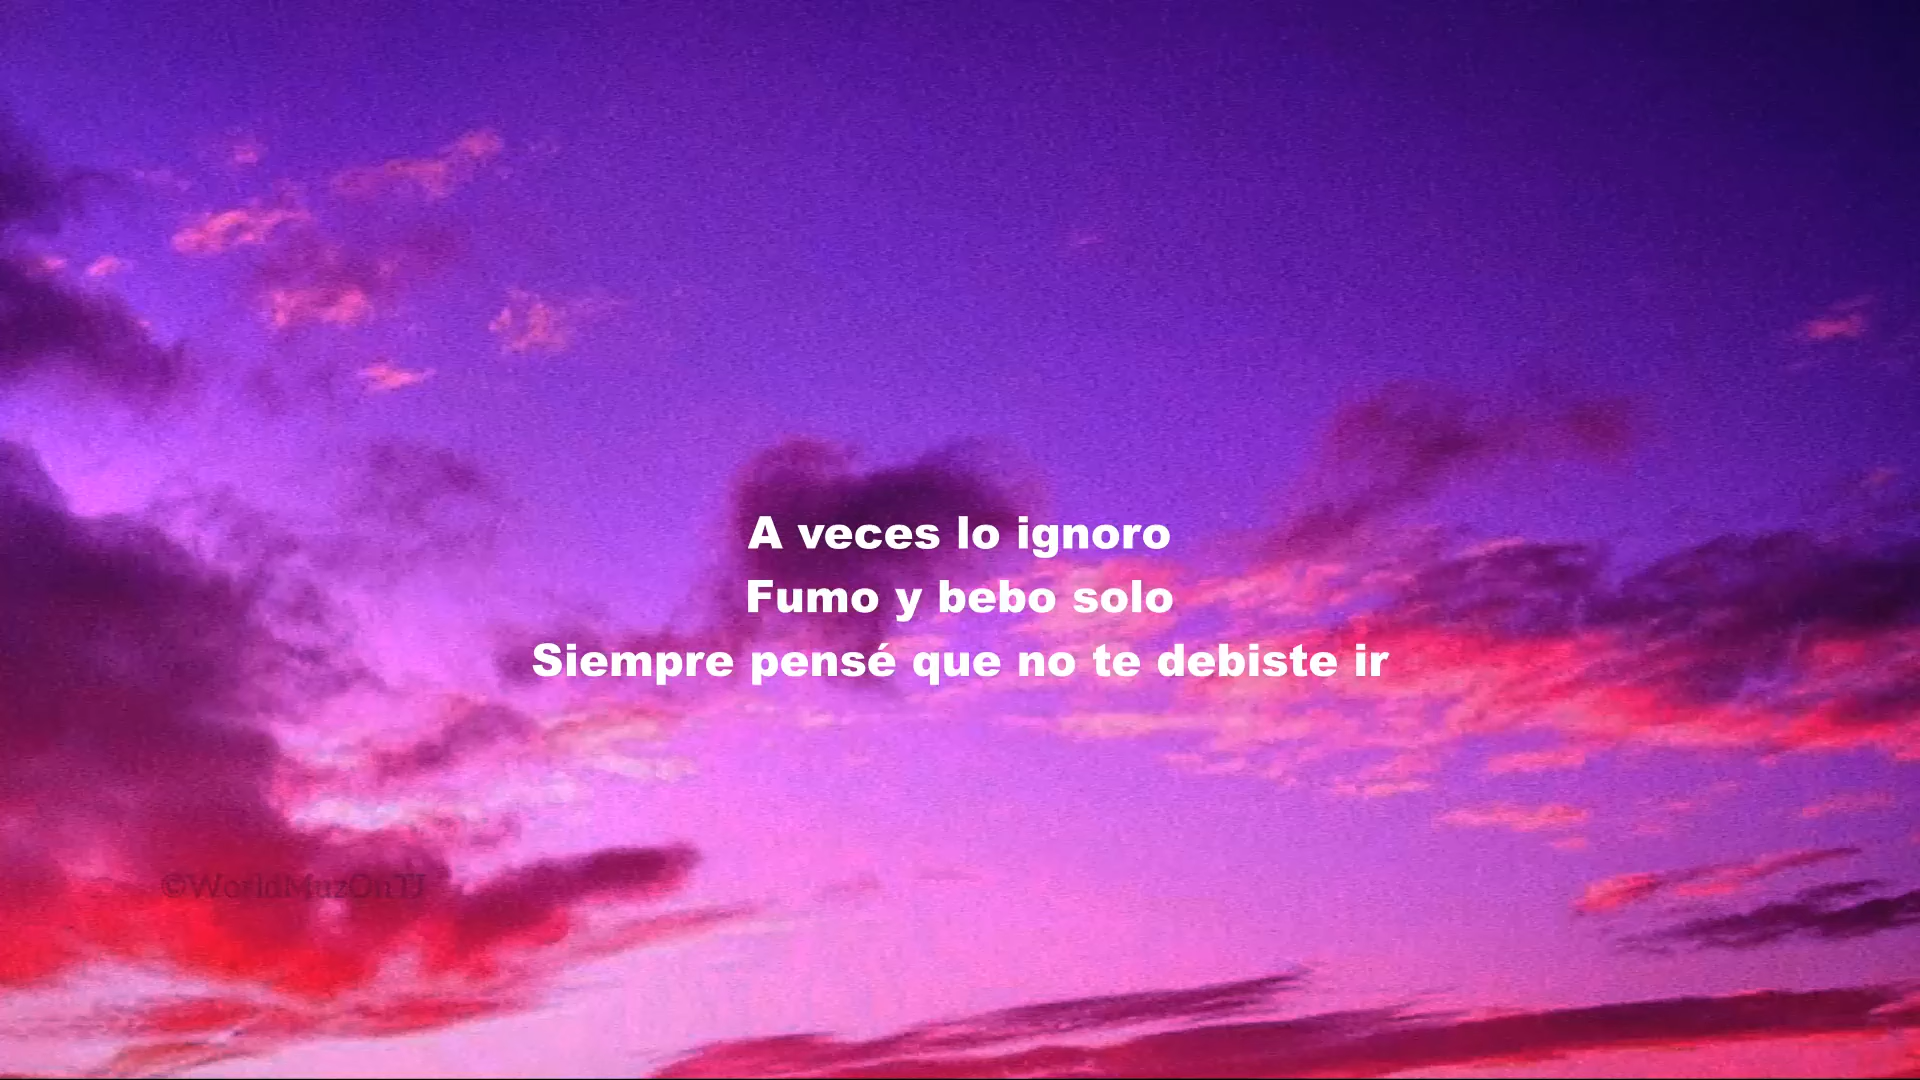 A veces lo ignoro
Fumo y bebo solo
Siempre pensé que no te debiste ir
©WorldMuzOnTJ